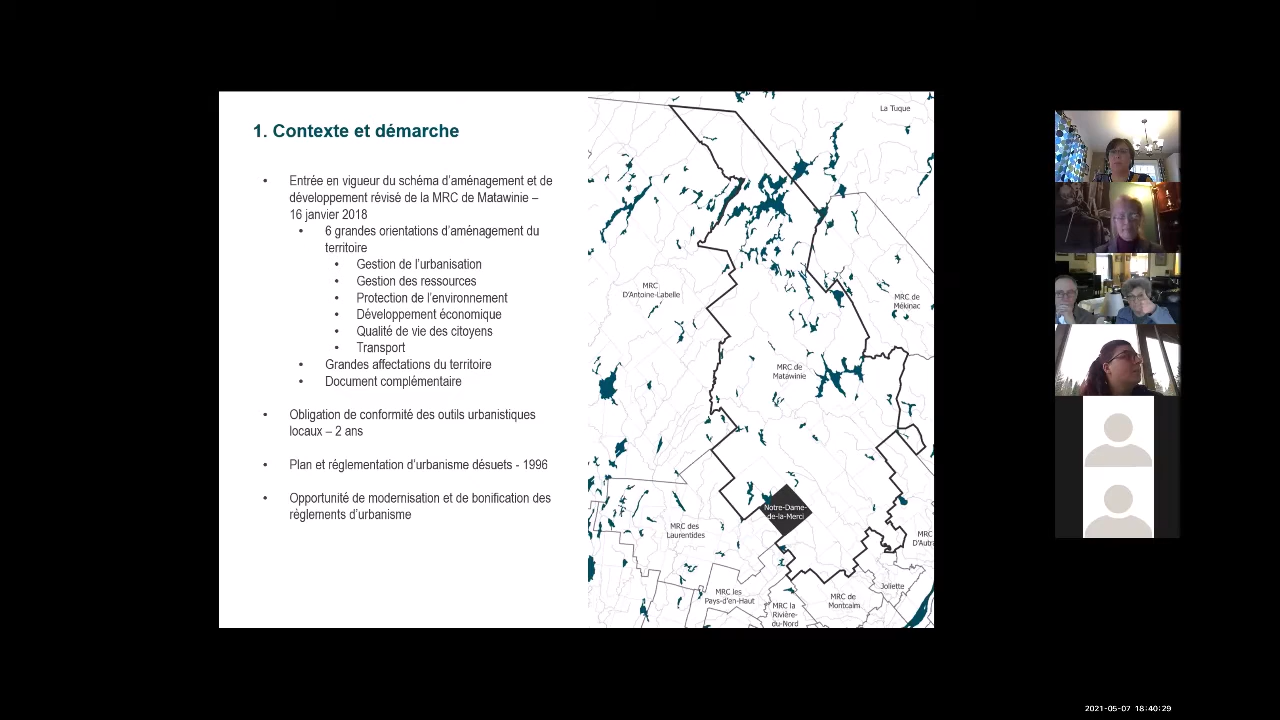 1. Contexte et démarche
• Entrée en vigueur du schéma d'aménagement et de
développement révisé de la MRC de Matawinie –
16 janvier 2018
• 6 grandes orientations d'aménagement du
territoire
• Gestion de l'urbanisation
• Gestion des ressources
• Protection de l'environnement
• Développement économique
• Qualité de vie des citoyens
• Transport
• Grandes affectations du territoire
• Document complémentaire
• Obligation de conformité des outils urbanistiques
locaux – 2 ans
• Plan et réglementation d'urbanisme désuets - 1996
• Opportunité de modernisation et de bonification des
règlements d'urbanisme
La Tuque
MRC
D'Antoine-Labelle
MRC de
Mékinac
MRC de
Matawinie
Notre-Dame-
de-la-Merci
MRC des
Laurentides
MRC
D'Autra
Joliette
MRC les
Pays-d'en-Haut
MRC de
Montcalm
MRC la
Rivière-
du-Nord
2021-05-07 18:40:29